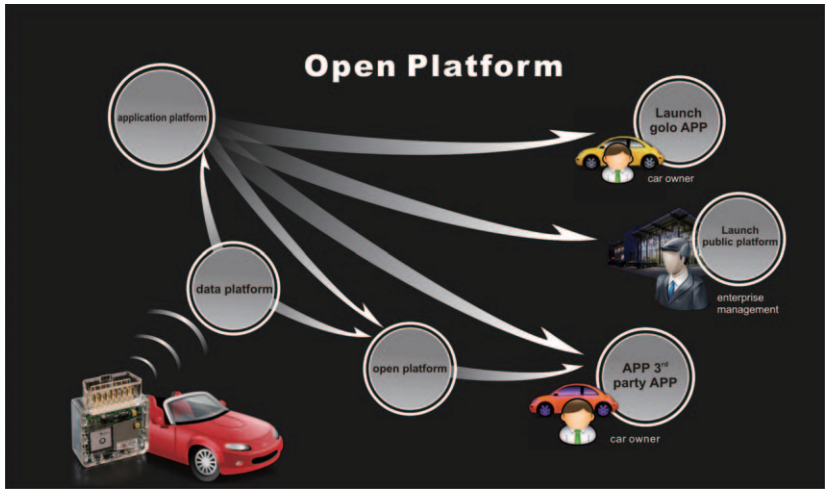 Open Platform
application platform
Launch
golo APP
car owner
Launch
public platform
enterprise
management
data platform
open platform
APP 3rd
party APP
car owner